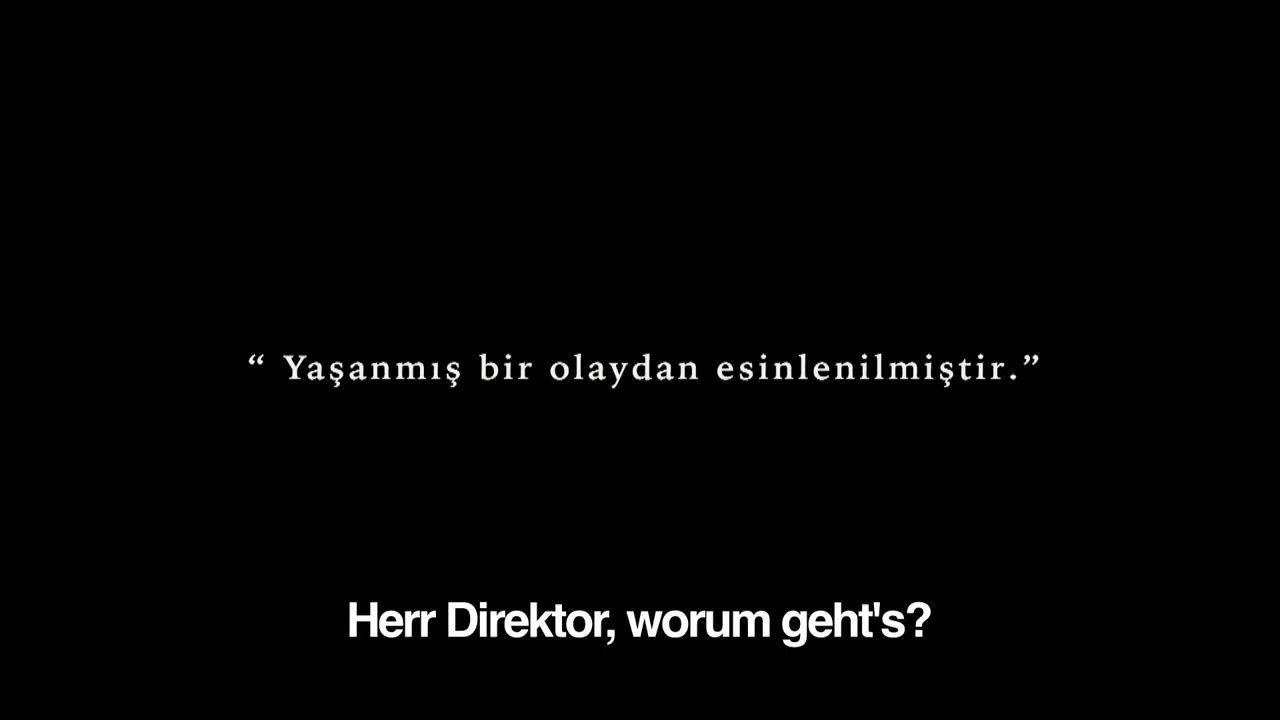 “ Yaşanmış bir olaydan esinlenilmiştir.”
Herr Direktor, worum geht's?